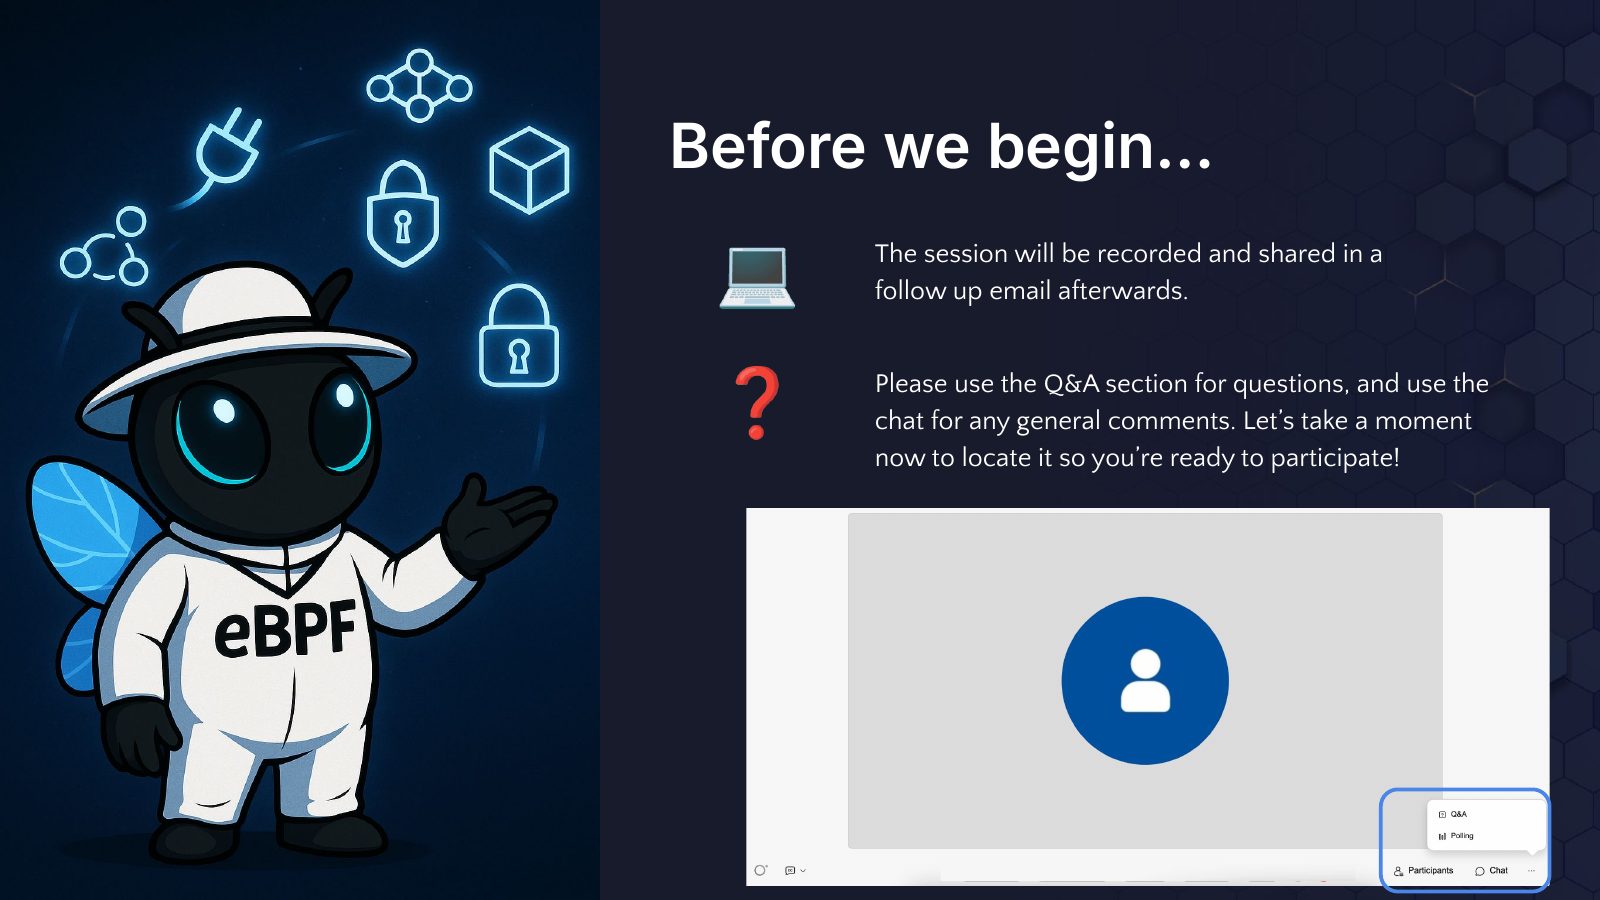 Before we begin...
The session will be recorded and shared in a
follow up email afterwards.
Please use the Q&A section for questions, and use the
chat for any general comments. Let's take a moment
now to locate it so you're ready to participate!
eBPF
Q&A
Polling
Participants
Chat